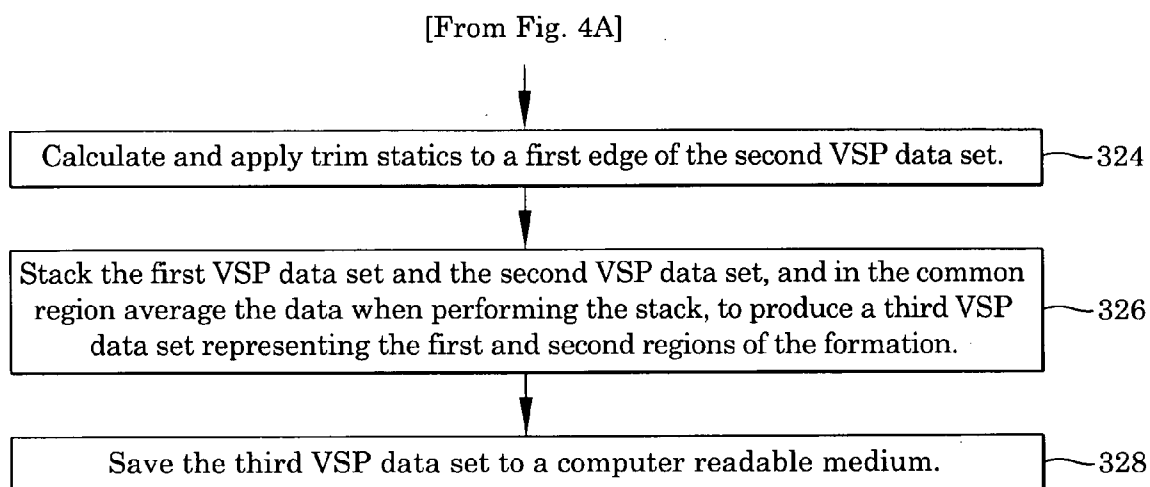 [From Fig. 4A]
Calculate and apply trim statics to a first edge of the second VSP data set.
324
Stack the first VSP data set and the second VSP data set, and in the common
region average the data when performing the stack, to produce a third VSP
data set representing the first and second regions of the formation.
326
Save the third VSP data set to a computer readable medium.
328